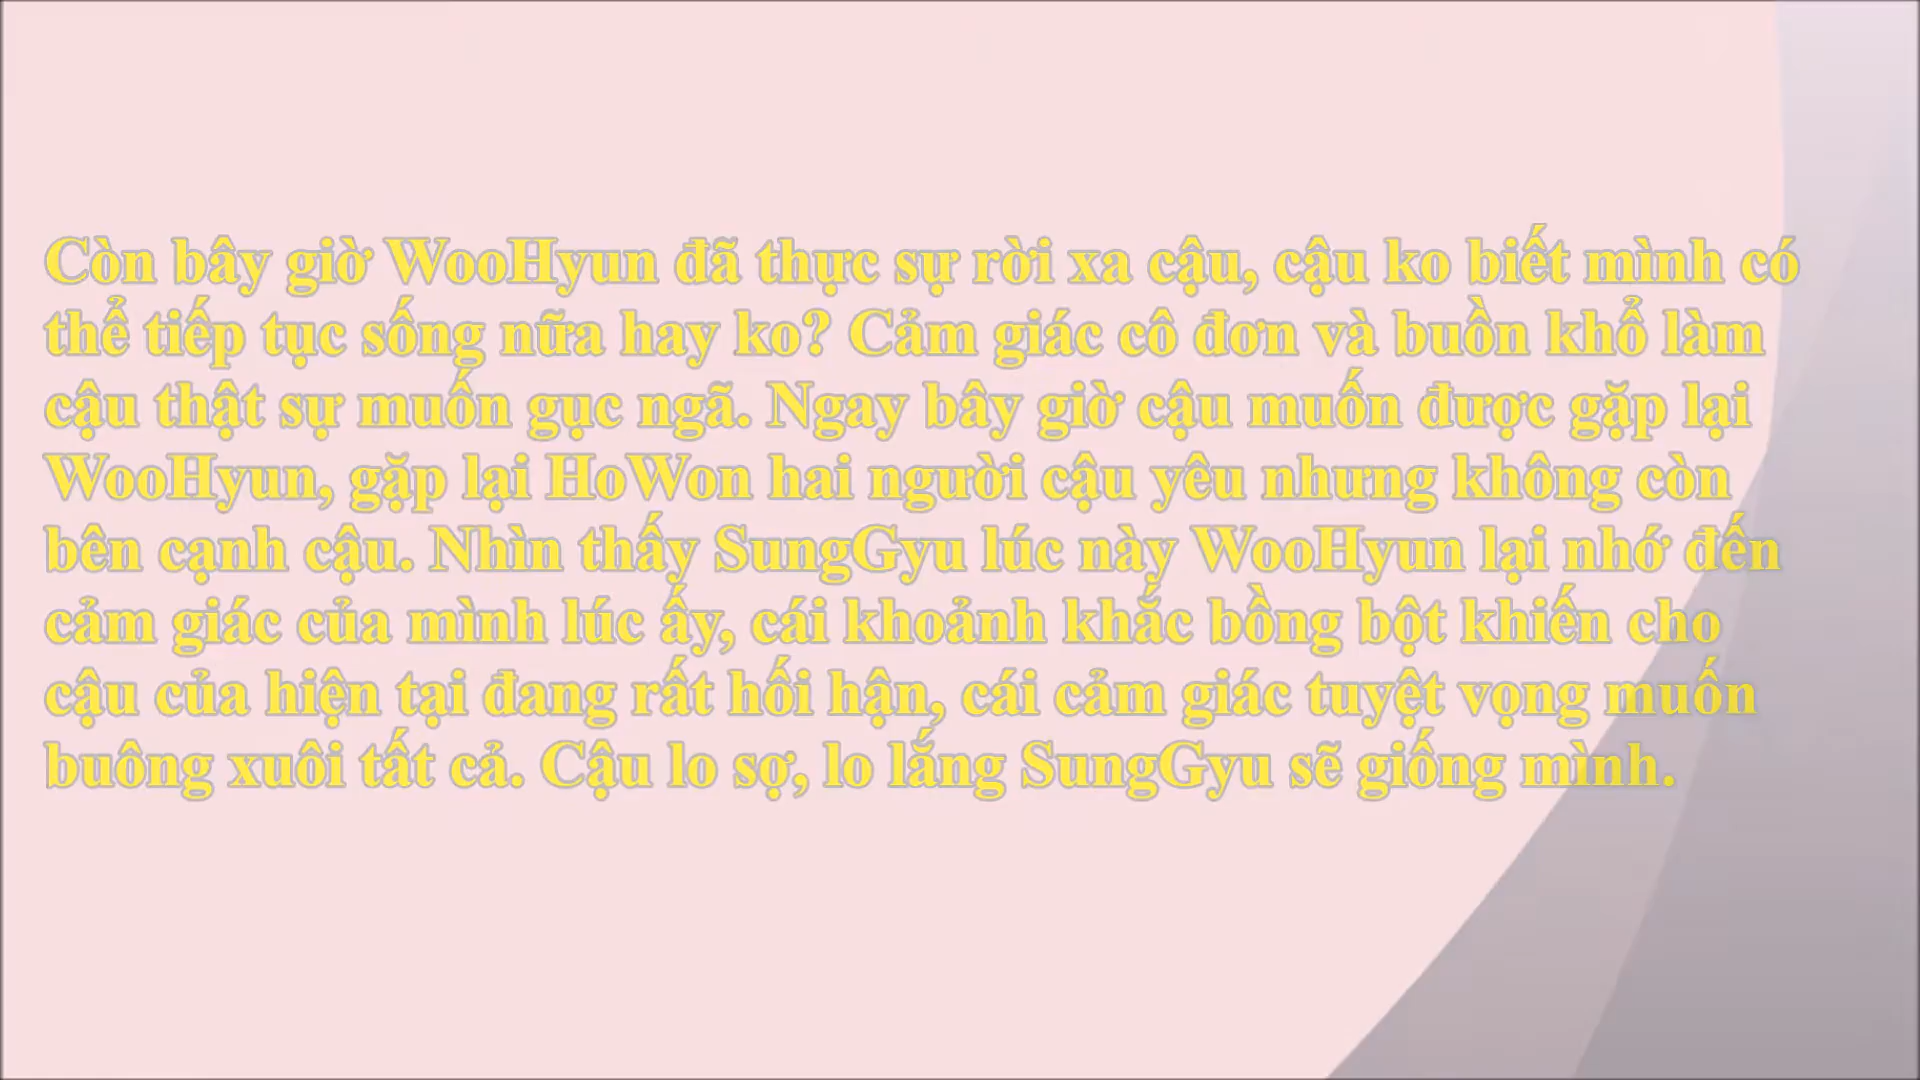 Còn bây giờ WooHyun đã thực sự rời xa cậu, cậu ko biết mình có
thể tiếp tục sống nữa hay ko? Cảm giác cô đơn và buồn khổ làm
cậu thật sự muốn gục ngã. Ngay bây giờ cậu muốn được gặp lại
WooHyun, gặp lại HoWon hai người cậu yêu nhưng không còn
bên cạnh cậu. Nhìn thấy SungGyu lúc này WooHyun lại nhớ đến
cảm giác của mình lúc ấy, cái khoảnh khắc bồng bột khiến cho
cậu của hiện tại đang rất hối hận, cái cảm giác tuyệt vọng muốn
buông xuôi tất cả. Cậu lo sợ, lo lắng SungGyu sẽ giống mình.